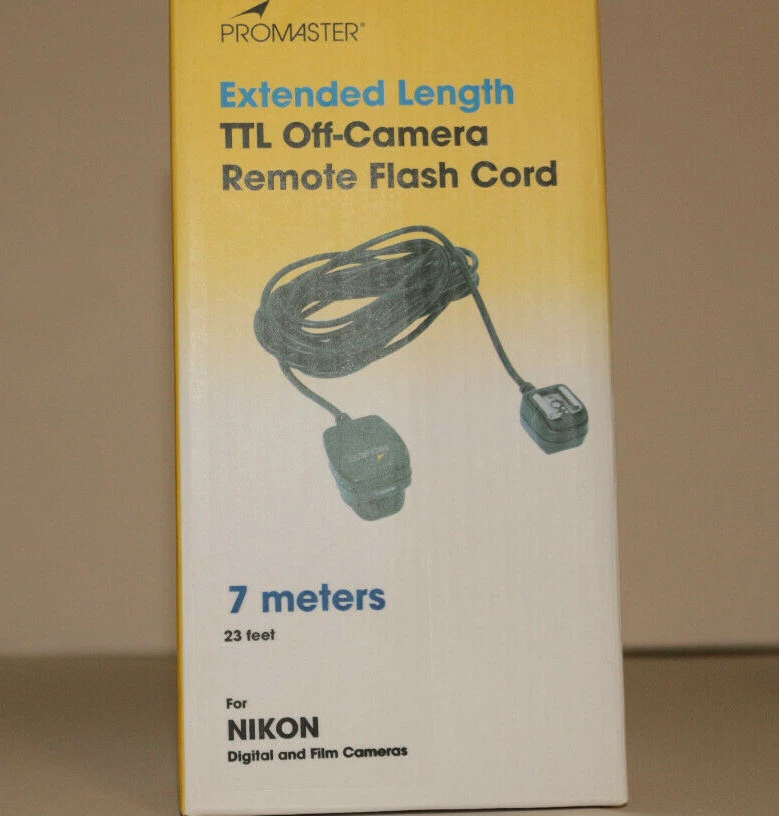 PROMASTER®
Extended Length
TTL Off-Camera
Remote Flash Cord
7 meters
23 feet
For
NIKON
Digital and Film Cameras